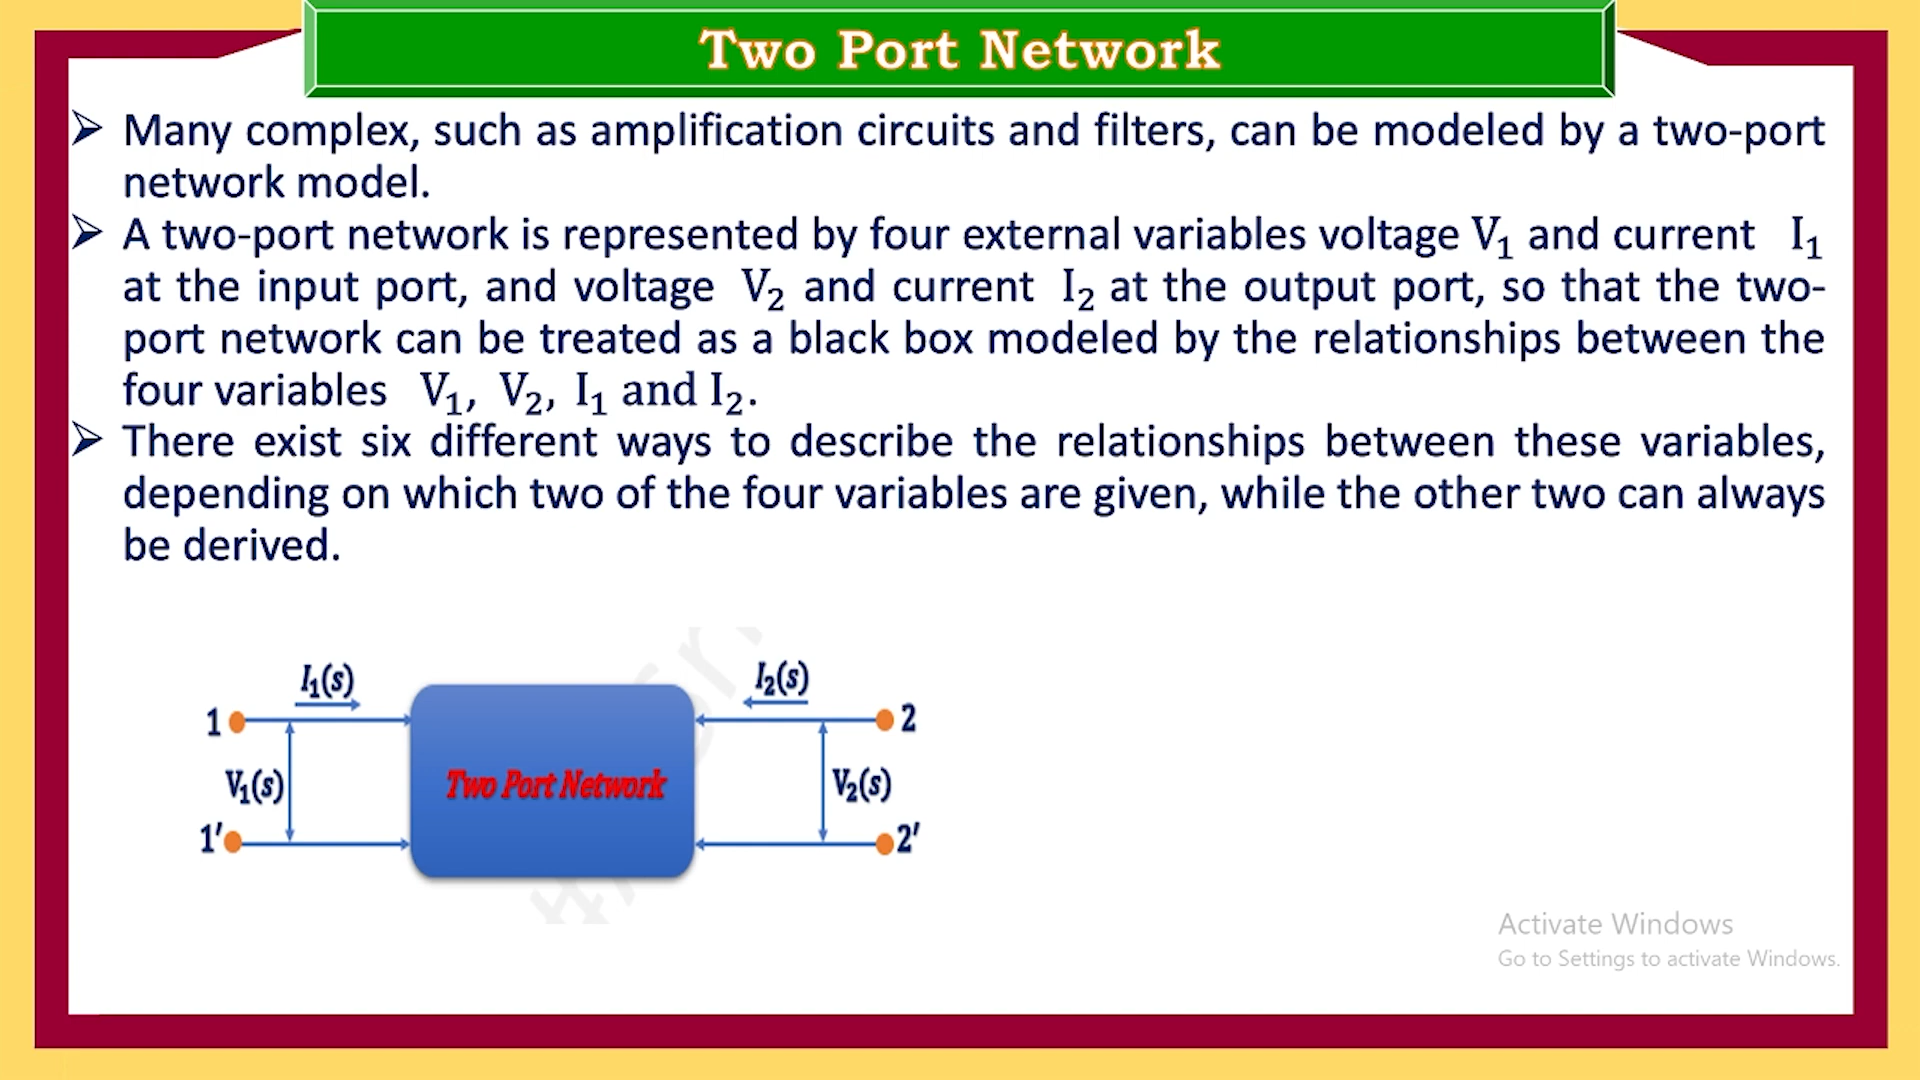 Two Port Network
➢ Many complex, such as amplification circuits and filters, can be modeled by a two-port
network model.
➢ A two-port network is represented by four external variables voltage V₁ and current I₁
at the input port, and voltage V₂ and current I₂ at the output port, so that the two-
port network can be treated as a black box modeled by the relationships between the
four variables V₁, V₂, I₁ and I₂.
➢ There exist six different ways to describe the relationships between these variables,
depending on which two of the four variables are given, while the other two can always
be derived.
I₁(s) I₂(s)
1 2
V₁(s) Two Port Network V₂(s)
1′ 2′
Activate Windows
Go to Settings to activate Windows.